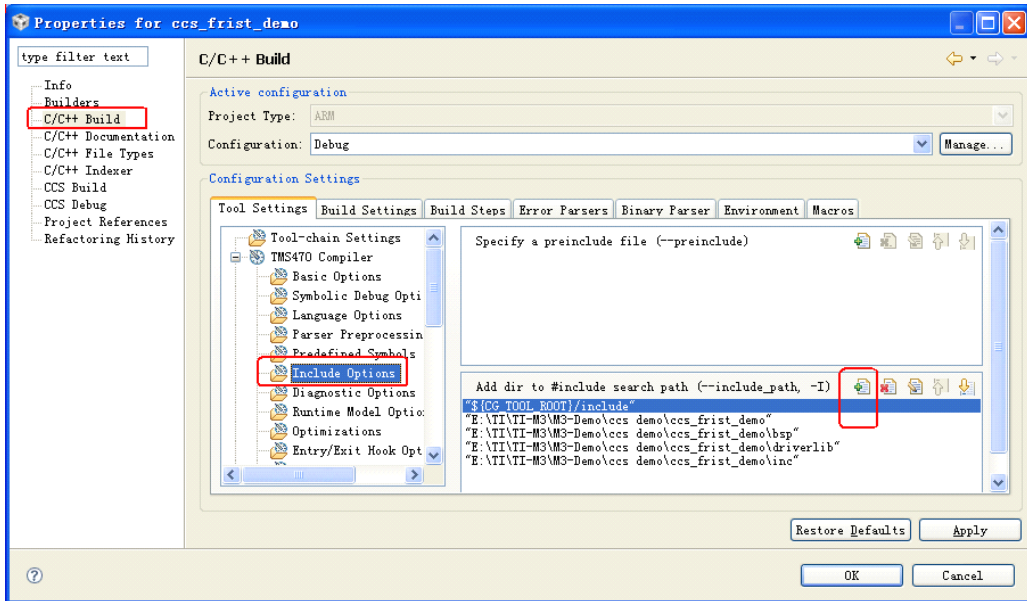 Properties for ccs_frist_demo
type filter text
Info
Builders
C/C++ Build
C/C++ Documentation
C/C++ File Types
C/C++ Indexer
CCS Build
CCS Debug
Project References
Refactoring History
C/C++ Build
Active configuration
Project Type: ARM
Configuration: Debug Manage...
Configuration Settings
Tool Settings Build Settings Build Steps Error Parsers Binary Parser Environment Macros
Tool-chain Settings
TMS470 Compiler
Basic Options
Symbolic Debug Opti
Language Options
Parser Preprocessin
Predefined Symbols
Include Options
Diagnostic Options
Runtime Model Optio
Optimizations
Entry/Exit Hook Opt
Specify a preinclude file (--preinclude)
Add dir to #include search path (--include_path, -I)
"${CG_TOOL_ROOT}/include"
"E:\TI\TI-M3\M3-Demo\ccs demo\ccs_frist_demo"
"E:\TI\TI-M3\M3-Demo\ccs demo\ccs_frist_demo\bsp"
"E:\TI\TI-M3\M3-Demo\ccs demo\ccs_frist_demo\driverlib"
"E:\TI\TI-M3\M3-Demo\ccs demo\ccs_frist_demo\inc"
Restore Defaults Apply
OK Cancel